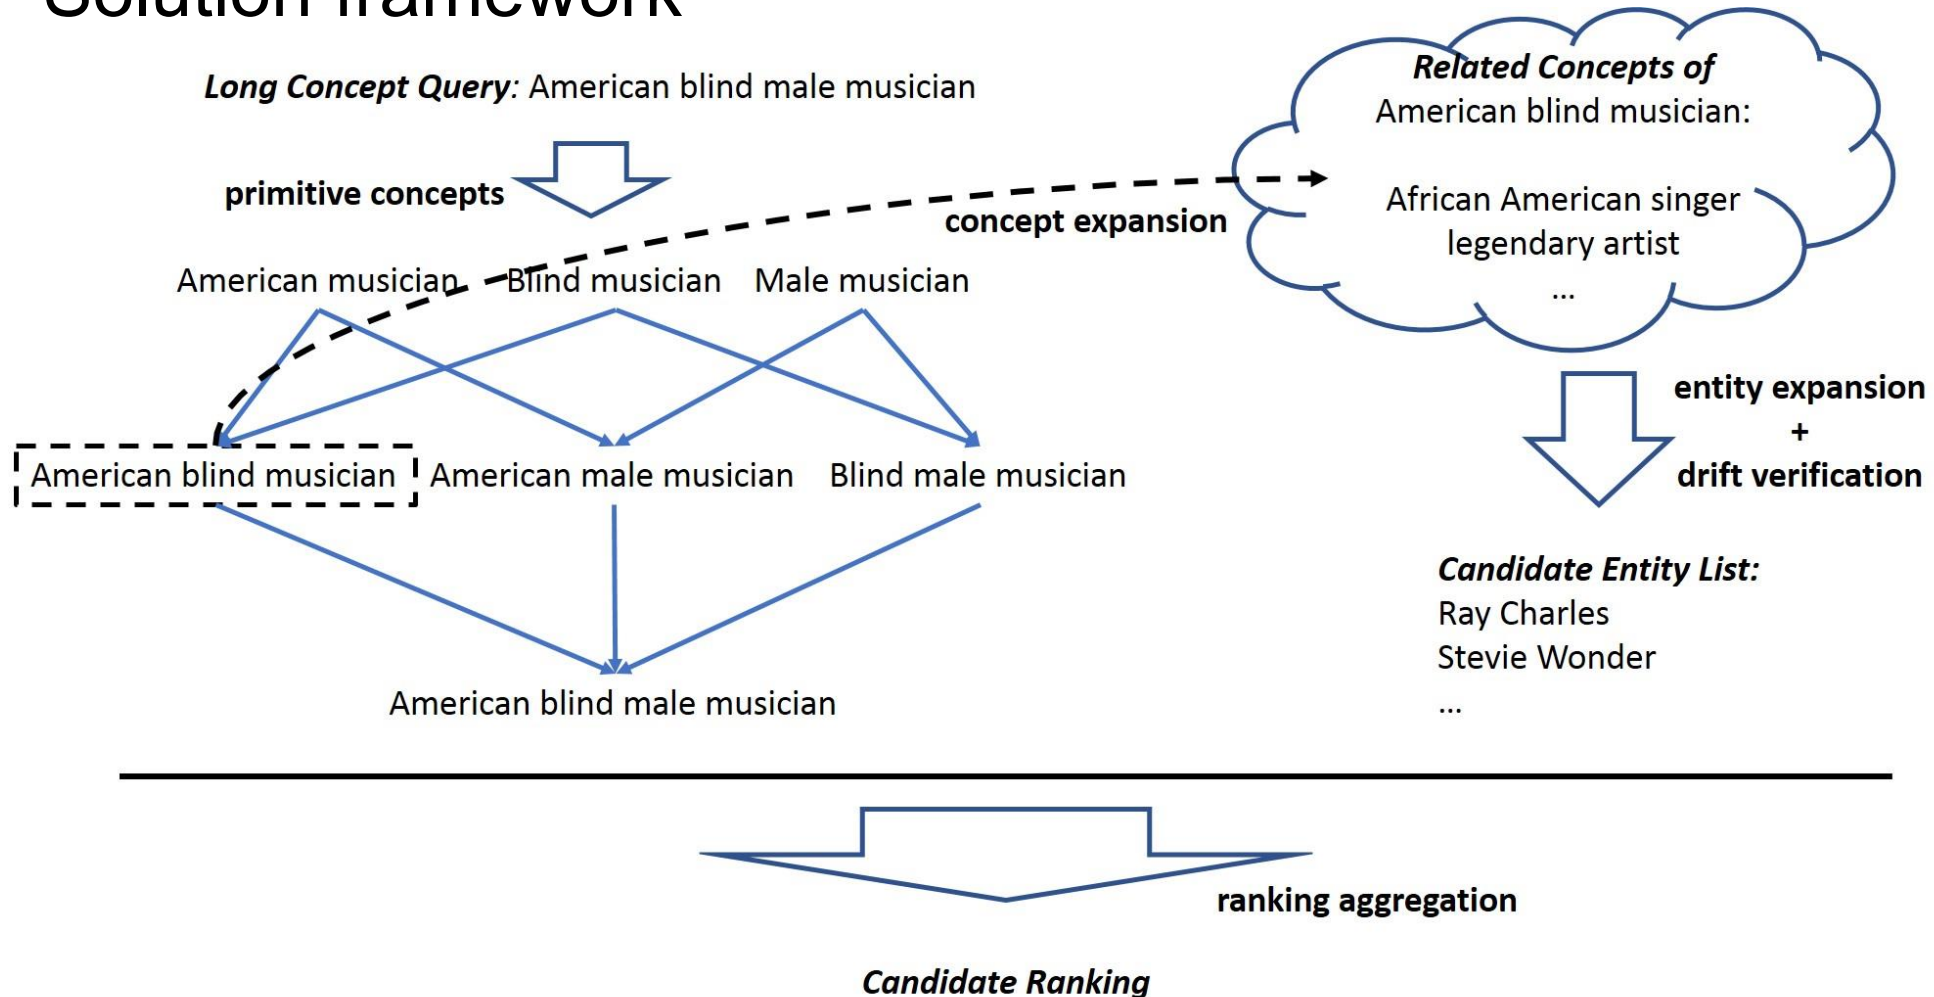 Solution framework
Long Concept Query: American blind male musician
primitive concepts
American musician Blind musician Male musician
American blind musician American male musician Blind male musician
American blind male musician
concept expansion
Related Concepts of
American blind musician:
African American singer
legendary artist
...
entity expansion
+
drift verification
Candidate Entity List:
Ray Charles
Stevie Wonder
...
ranking aggregation
Candidate Ranking